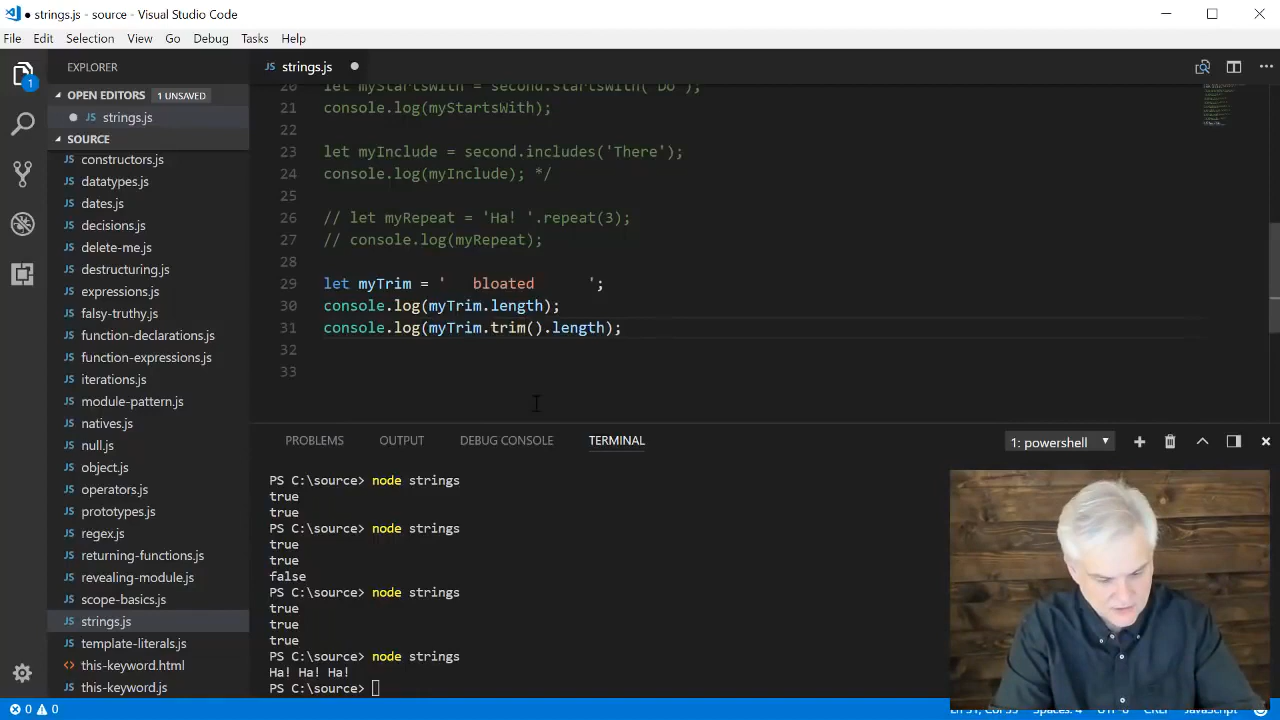 ● strings.js - source - Visual Studio Code
File Edit Selection View Go Debug Tasks Help
EXPLORER
OPEN EDITORS 1 UNSAVED
strings.js
SOURCE
constructors.js
datatypes.js
dates.js
decisions.js
delete-me.js
destructuring.js
expressions.js
falsy-truthy.js
function-declarations.js
function-expressions.js
iterations.js
module-pattern.js
natives.js
null.js
object.js
operators.js
prototypes.js
regex.js
returning-functions.js
revealing-module.js
scope-basics.js
strings.js
template-literals.js
this-keyword.html
this-keyword.js
JS strings.js
20 let myStartsWith = second.startsWith('Do');
21 console.log(myStartsWith);
22
23 let myInclude = second.includes('There');
24 console.log(myInclude); */
25
26 // let myRepeat = 'Ha! '.repeat(3);
27 // console.log(myRepeat);
28
29 let myTrim = '   bloated      ';
30 console.log(myTrim.length);
31 console.log(myTrim.trim().length);
32
33
PROBLEMS OUTPUT DEBUG CONSOLE TERMINAL 1: powershell
PS C:\source> node strings
true
true
PS C:\source> node strings
true
true
false
PS C:\source> node strings
true
true
true
PS C:\source> node strings
Ha! Ha! Ha!
PS C:\source>
0 0